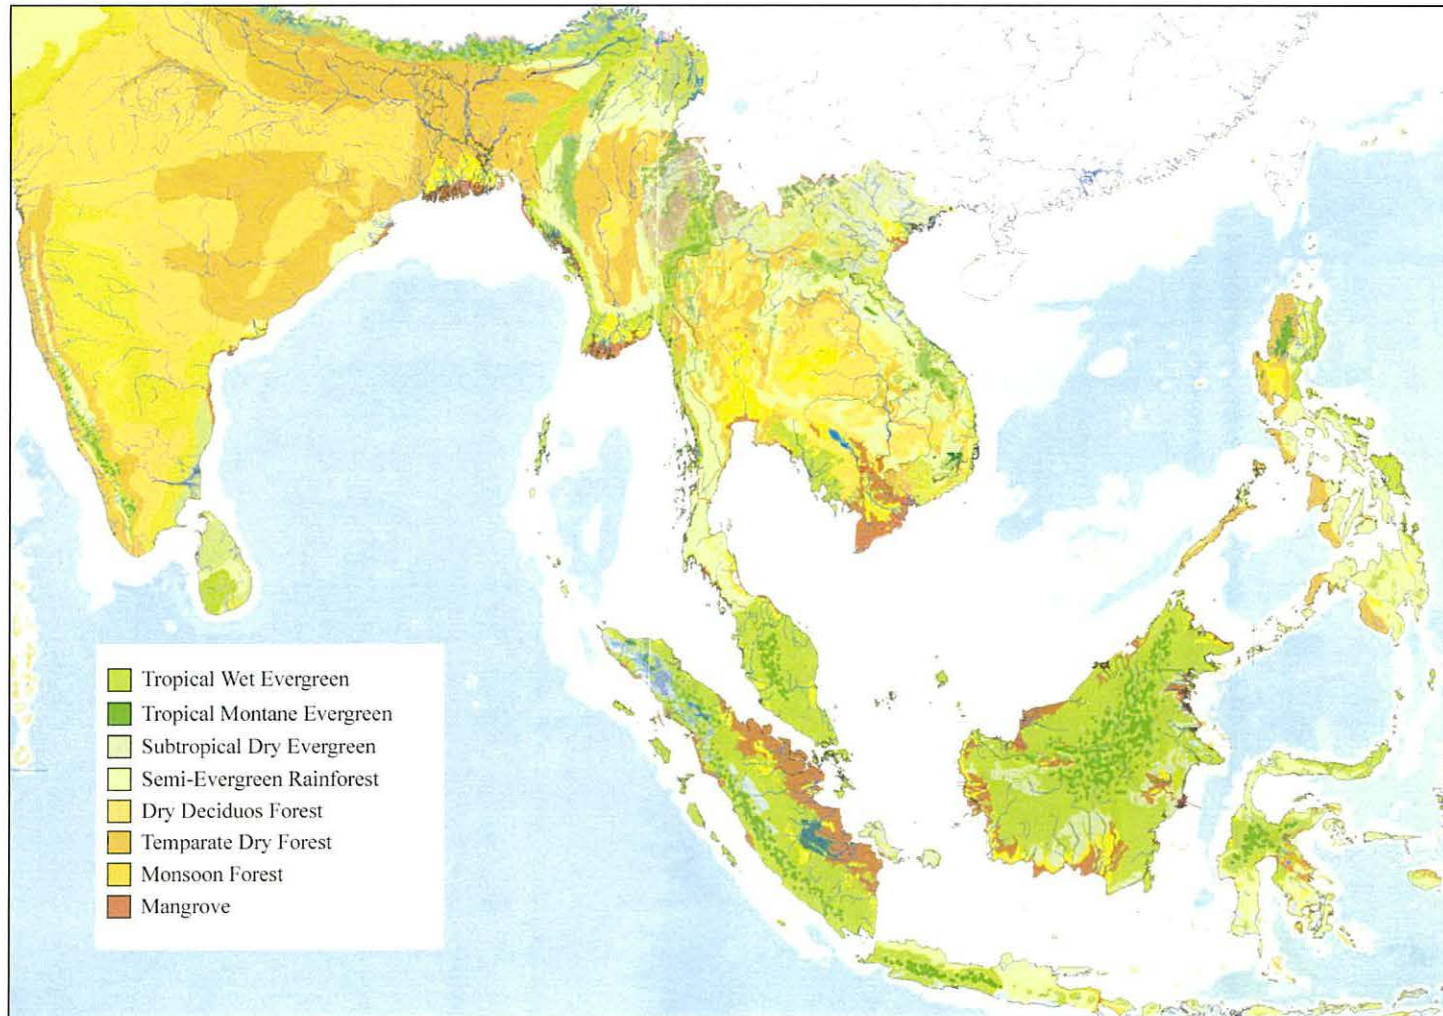 Tropical Wet Evergreen
Tropical Montane Evergreen
Subtropical Dry Evergreen
Semi-Evergreen Rainforest
Dry Deciduos Forest
Temparate Dry Forest
Monsoon Forest
Mangrove